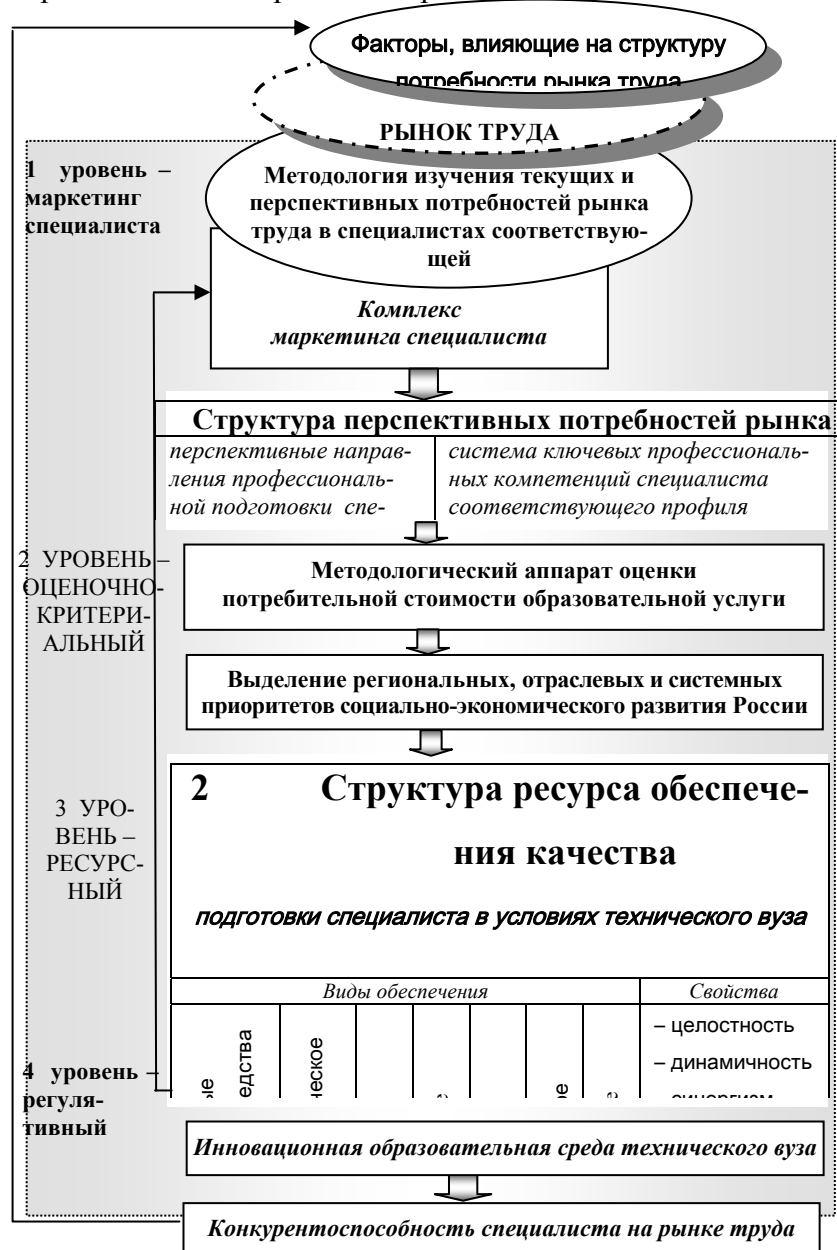 Факторы, влияющие на структуру
потребности рынка труда
РЫНОК ТРУДА
1 уровень –
маркетинг
специалиста
Методология изучения текущих и
перспективных потребностей рынка
труда в специалистах соответствую-
щей
Комплекс
маркетинга специалиста
Структура перспективных потребностей рынка
перспективные направ-
ления профессиональ-
ной подготовки спе-
система ключевых профессиональ-
ных компетенций специалиста
соответствующего профиля
2 УРОВЕНЬ –
ОЦЕНОЧНО-
КРИТЕРИ-
АЛЬНЫЙ
Методологический аппарат оценки
потребительной стоимости образовательной услуги
Выделение региональных, отраслевых и системных
приоритетов социально-экономического развития России
3 УРО-
ВЕНЬ –
РЕСУРС-
НЫЙ
2 Структура ресурса обеспече-
ния качества
подготовки специалиста в условиях технического вуза
Виды обеспечения
Свойства
– целостность
– динамичность
4 уровень –
регуля-
тивный
Инновационная образовательная среда технического вуза
Конкурентоспособность специалиста на рынке труда